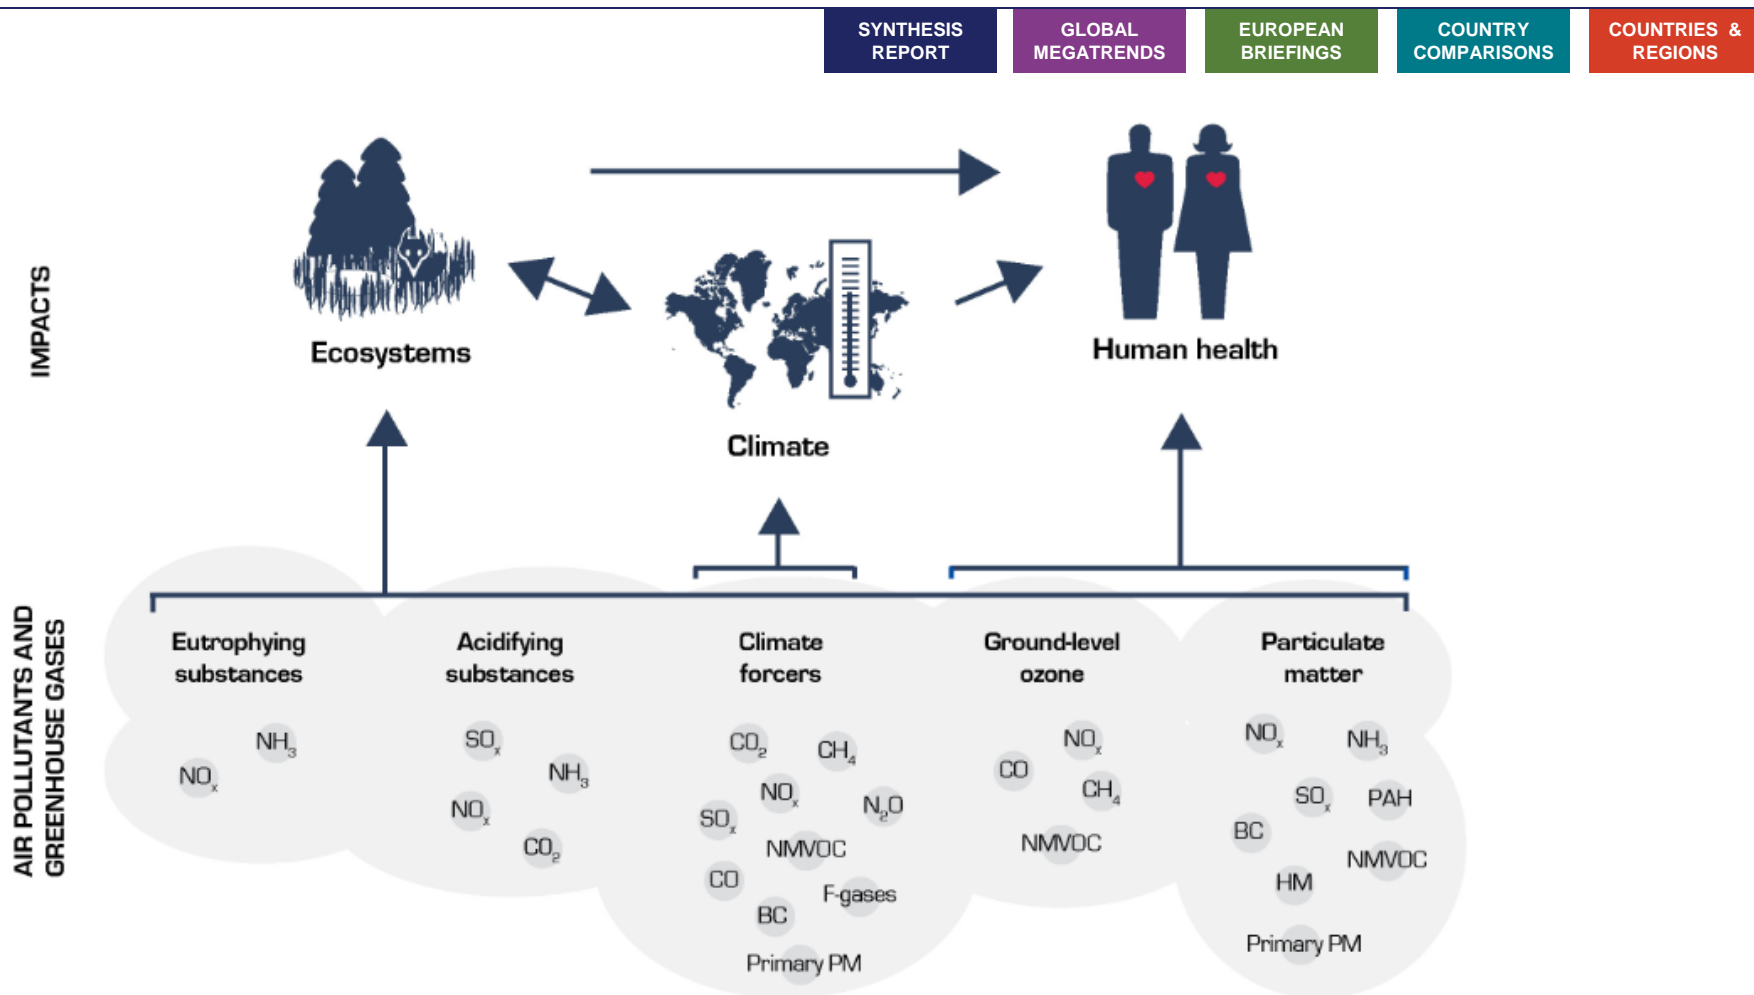 SYNTHESIS
REPORT
GLOBAL
MEGATRENDS
EUROPEAN
BRIEFINGS
COUNTRY
COMPARISONS
COUNTRIES &
REGIONS
IMPACTS
Ecosystems
Climate
Human health
AIR POLLUTANTS AND
GREENHOUSE GASES
Eutrophying
substances
NH₃
NOₓ
Acidifying
substances
SOₓ
NH₃
NOₓ
CO₂
Climate
forcers
CO₂
CH₄
NOₓ
N₂O
SOₓ
NMVOC
CO
F-gases
BC
Primary PM
Ground-level
ozone
NOₓ
CO
CH₄
NMVOC
Particulate
matter
NOₓ
NH₃
SOₓ
PAH
BC
NMVOC
HM
Primary PM